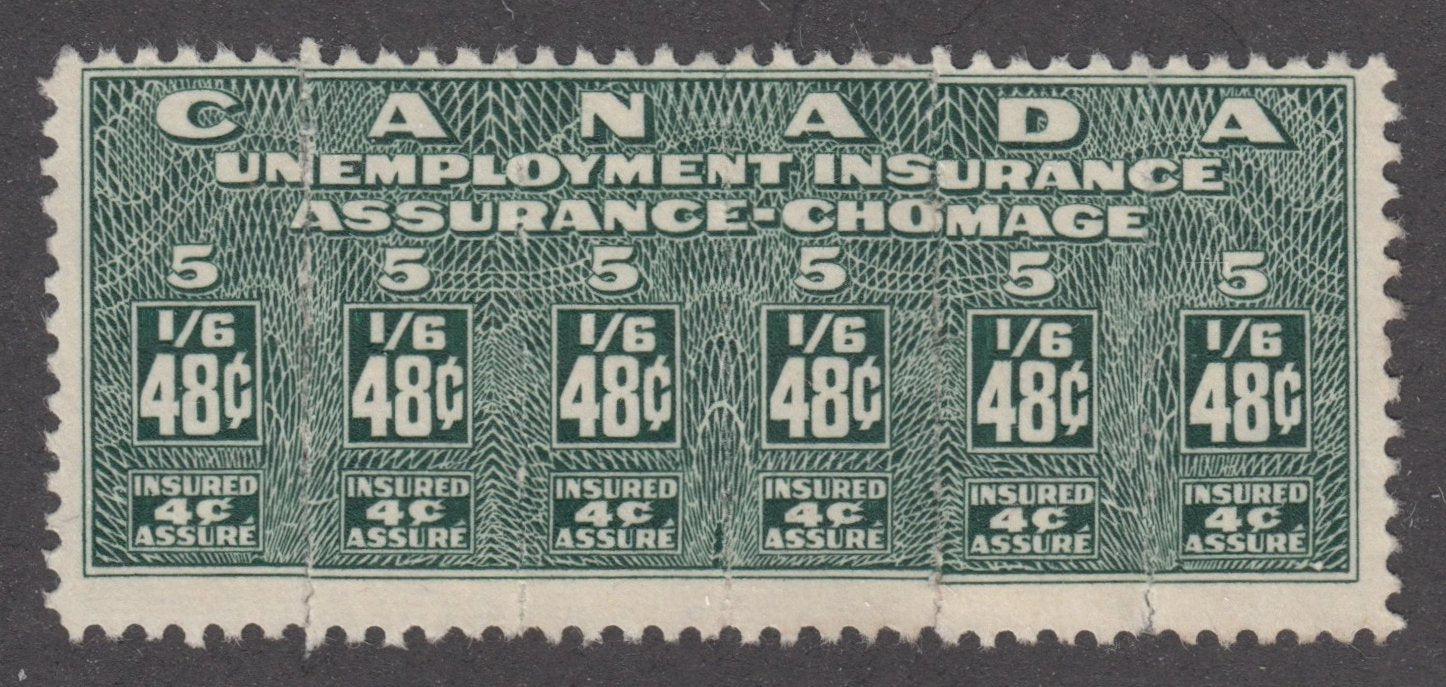 CANADA
UNEMPLOYMENT INSURANCE
ASSURANCE-CHOMAGE
5 5 5 5 5 5
1/6 1/6 1/6 1/6 1/6 1/6
48¢ 48¢ 48¢ 48¢ 48¢ 48¢
INSURED INSURED INSURED INSURED INSURED INSURED
4¢ 4¢ 4¢ 4¢ 4¢ 4¢
ASSURÉ ASSURÉ ASSURÉ ASSURÉ ASSURÉ ASSURÉ